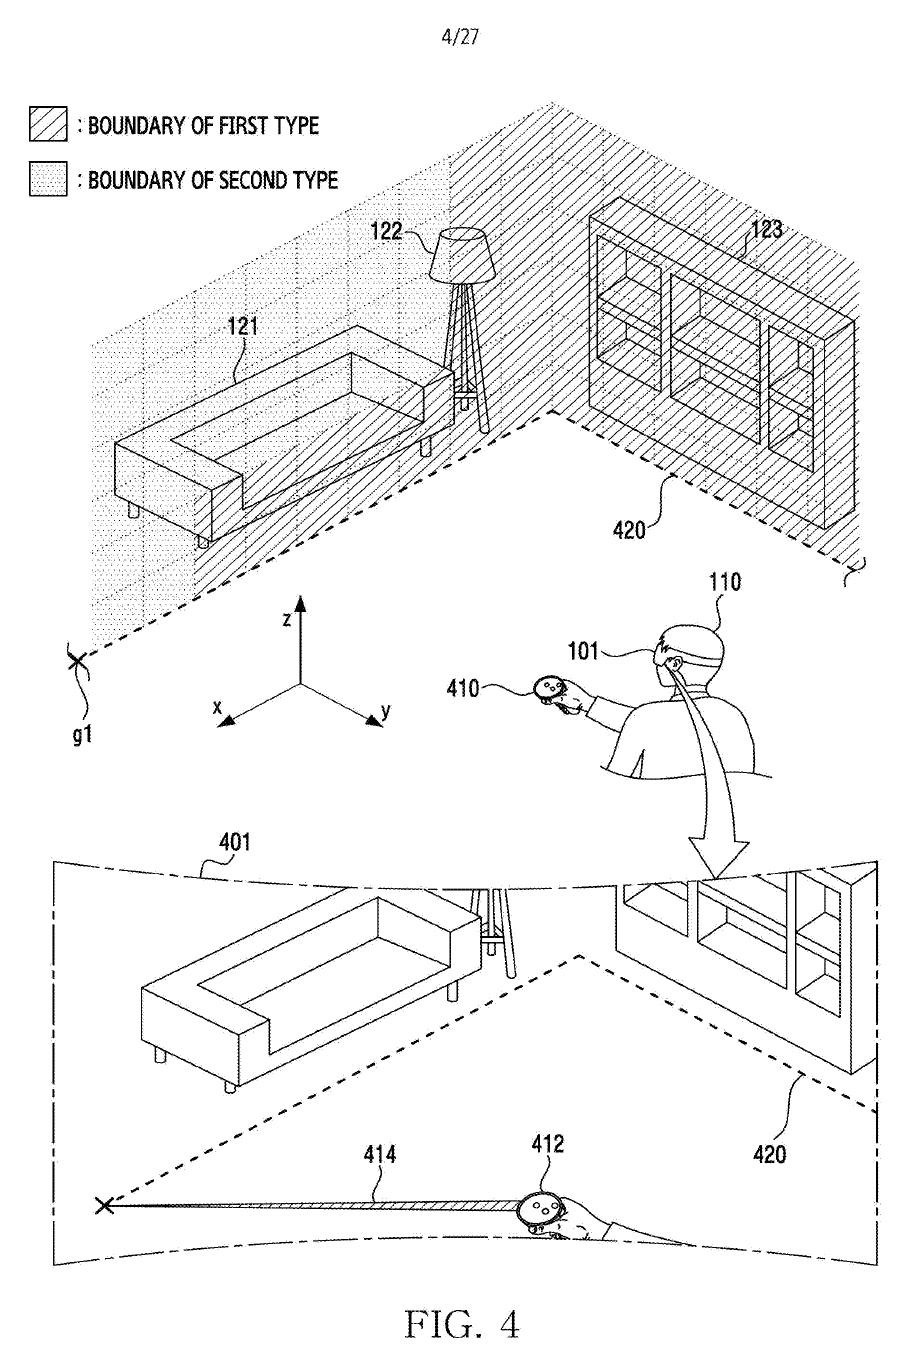 4/27
: BOUNDARY OF FIRST TYPE
: BOUNDARY OF SECOND TYPE
122
123
121
420
110
z
101
410
x
y
g1
401
420
414
412
FIG. 4